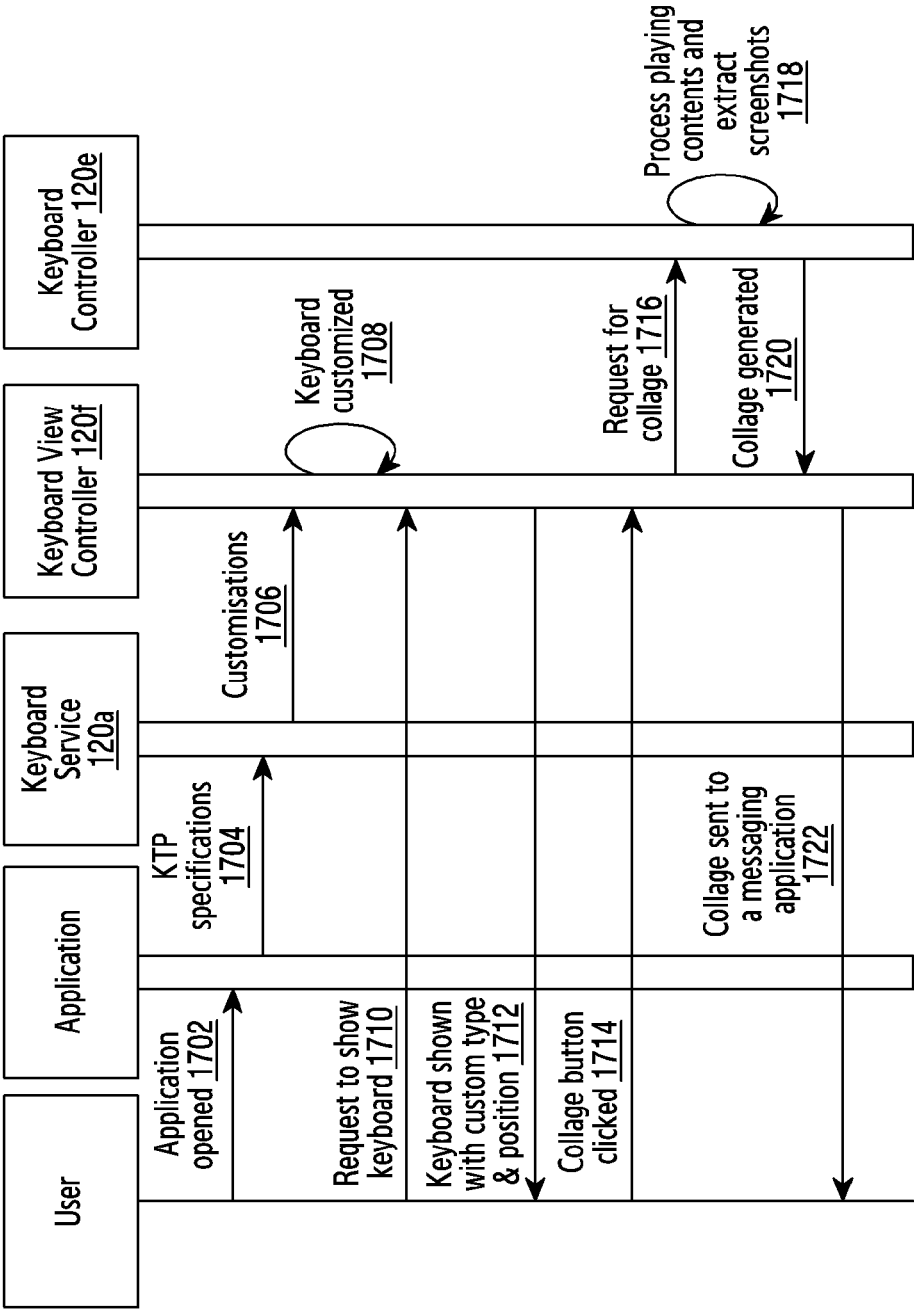 User
Application
Keyboard
Service
120a
Keyboard View
Controller 120f
Keyboard
Controller 120e
Application
opened 1702
KTP
specifications
1704
Customisations
1706
Keyboard
customized
1708
Request to show
keyboard 1710
Keyboard shown
with custom type
& position 1712
Collage button
clicked 1714
Request for
collage 1716
Process playing
contents and
extract
screenshots
1718
Collage generated
1720
Collage sent to
a messaging
application
1722